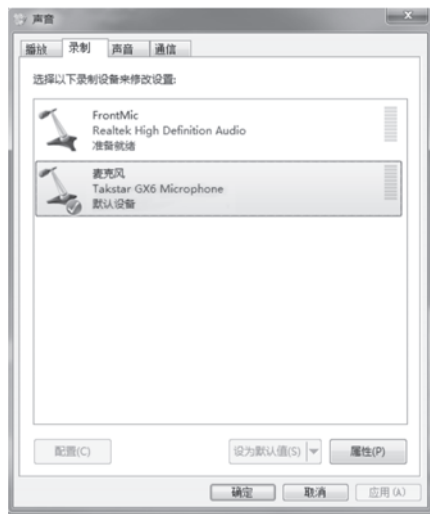 声音
播放 录制 声音 通信
选择以下录制设备来修改设置:
FrontMic
Realtek High Definition Audio
准备就绪
麦克风
Takstar GX6 Microphone
默认设备
配置(C) 设为默认值(S) 属性(P)
确定 取消 应用(A)